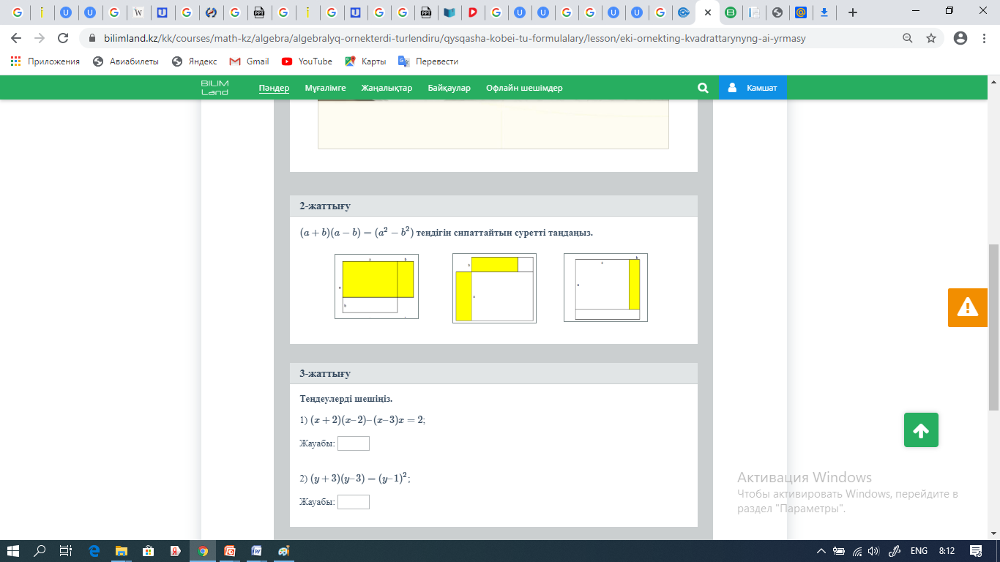 bilimland.kz/kk/courses/math-kz/algebra/algebralyq-ornekterdi-turlendiru/qysqasha-kobei-tu-formulalary/lesson/eki-ornekting-kvadrattarynyng-ai-yrmasy
Приложения Авиабилеты Яндекс Gmail YouTube Карты Перевести
BILIM Land Пәндер Мұғалімге Жаңалықтар Байқаулар Офлайн шешімдер Камшат
2-жаттығу
(a + b)(a − b) = (a² − b²) теңдігін сипаттайтын суретті таңдаңыз.
3-жаттығу
Теңдеулерді шешіңіз.
1) (x + 2)(x–2)–(x–3)x = 2;
Жауабы:
2) (y + 3)(y–3) = (y–1)²;
Жауабы:
Активация Windows
Чтобы активировать Windows, перейдите в
раздел "Параметры".
ENG 8:12